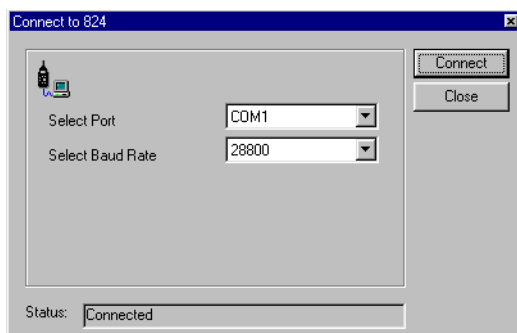 Connect to 824
Connect
Close
Select Port
COM1
Select Baud Rate
28800
Status:
Connected